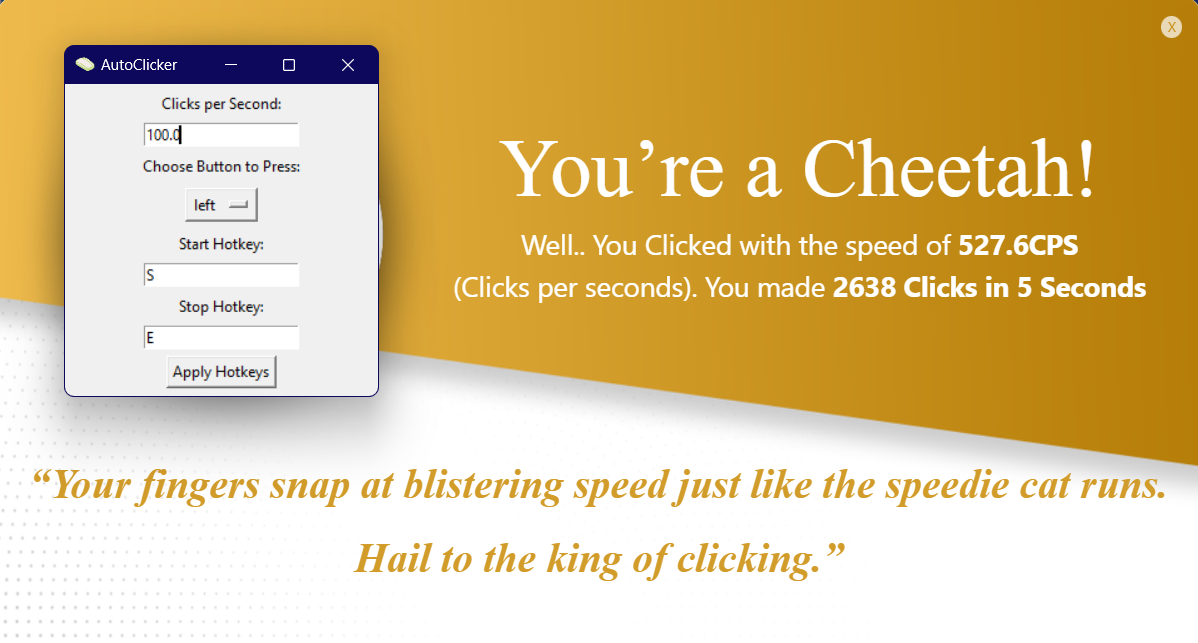 AutoClicker
Clicks per Second:
100.0
Choose Button to Press:
left
Start Hotkey:
S
Stop Hotkey:
E
Apply Hotkeys
X
You’re a Cheetah!
Well.. You Clicked with the speed of 527.6CPS
(Clicks per seconds). You made 2638 Clicks in 5 Seconds
“Your fingers snap at blistering speed just like the speedie cat runs.
Hail to the king of clicking.”